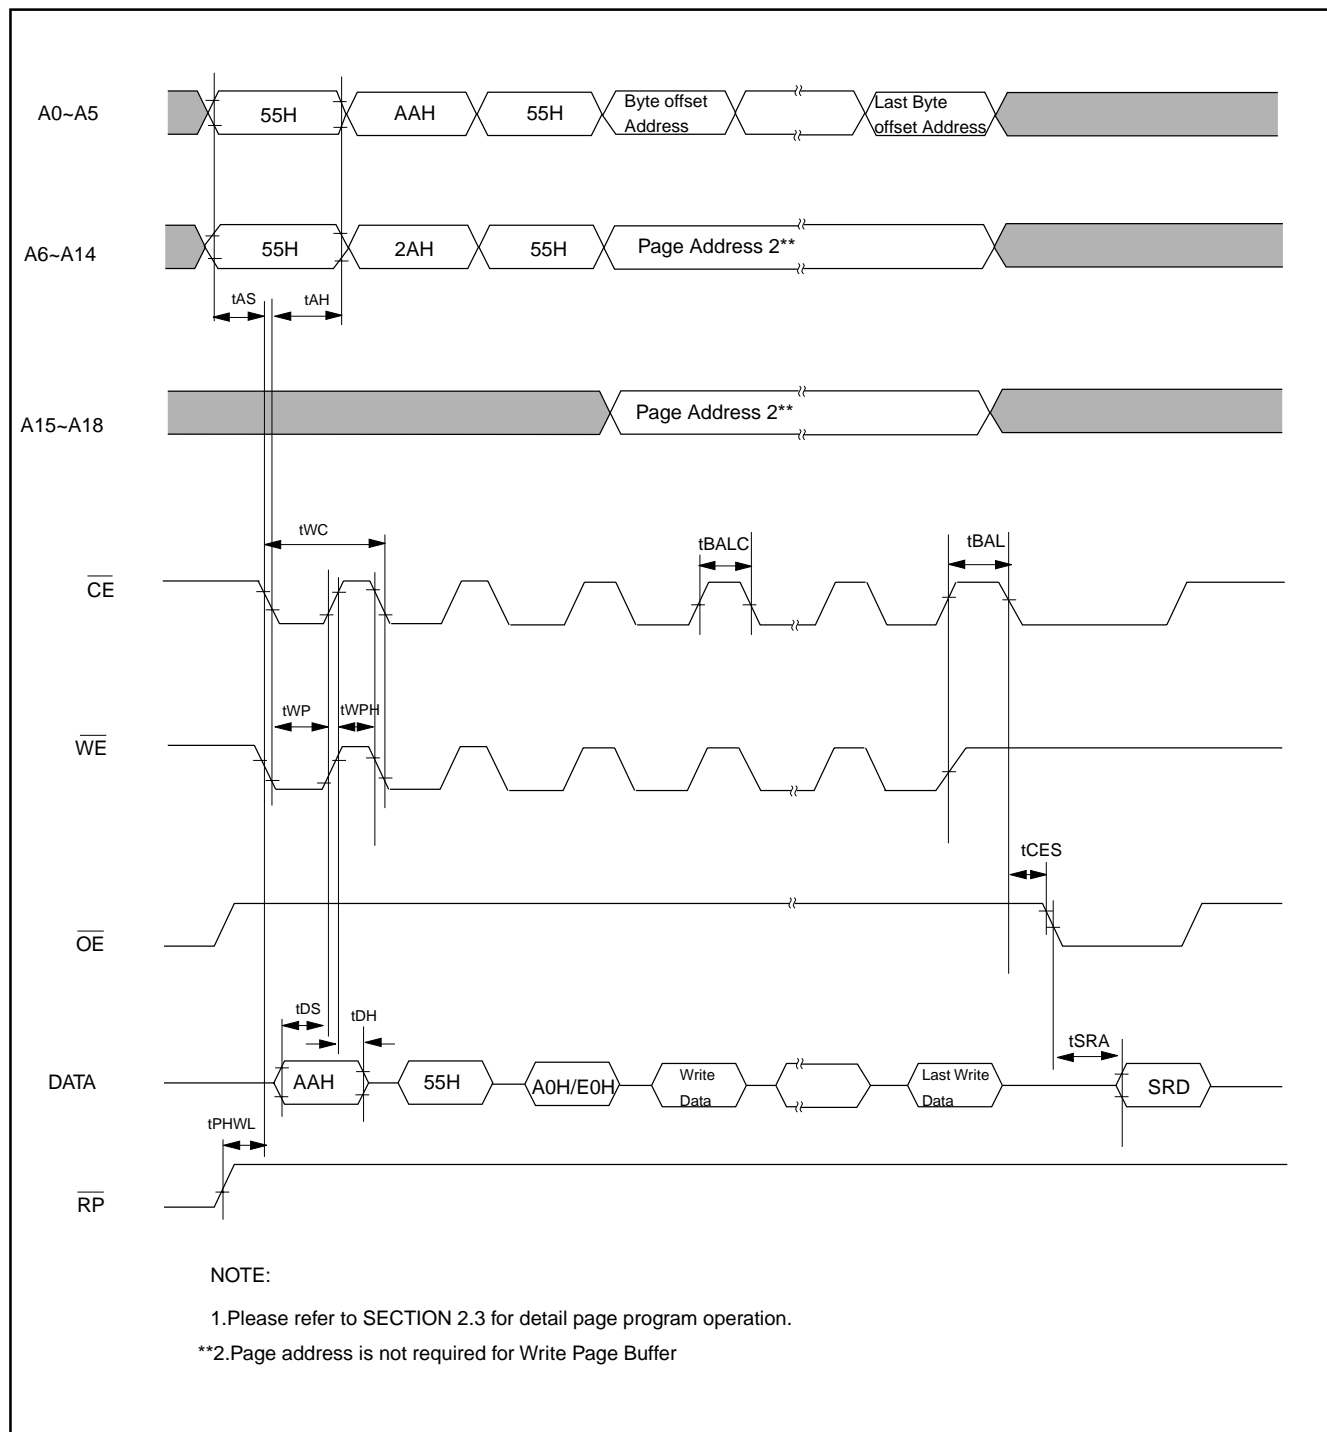 A0~A5
55H
AAH
55H
Byte offset
Address
Last Byte
offset Address
A6~A14
55H
2AH
55H
Page Address 2**
tAS
tAH
A15~A18
Page Address 2**
tWC
tBALC
tBAL
CE
tWP
tWPH
WE
tCES
OE
tDS
tDH
tSRA
DATA
AAH
55H
A0H/E0H
Write
Data
Last Write
Data
SRD
tPHWL
RP
NOTE:
1.Please refer to SECTION 2.3 for detail page program operation.
**2.Page address is not required for Write Page Buffer